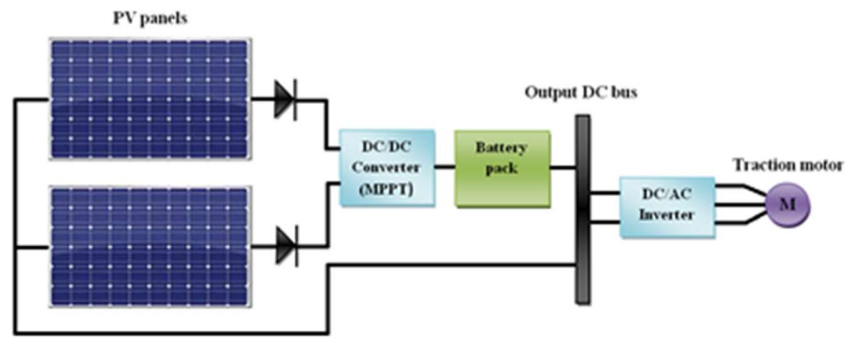 PV panels
Output DC bus
DC/DC
Converter
(MPPT)
Battery
pack
DC/AC
Inverter
Traction motor
M